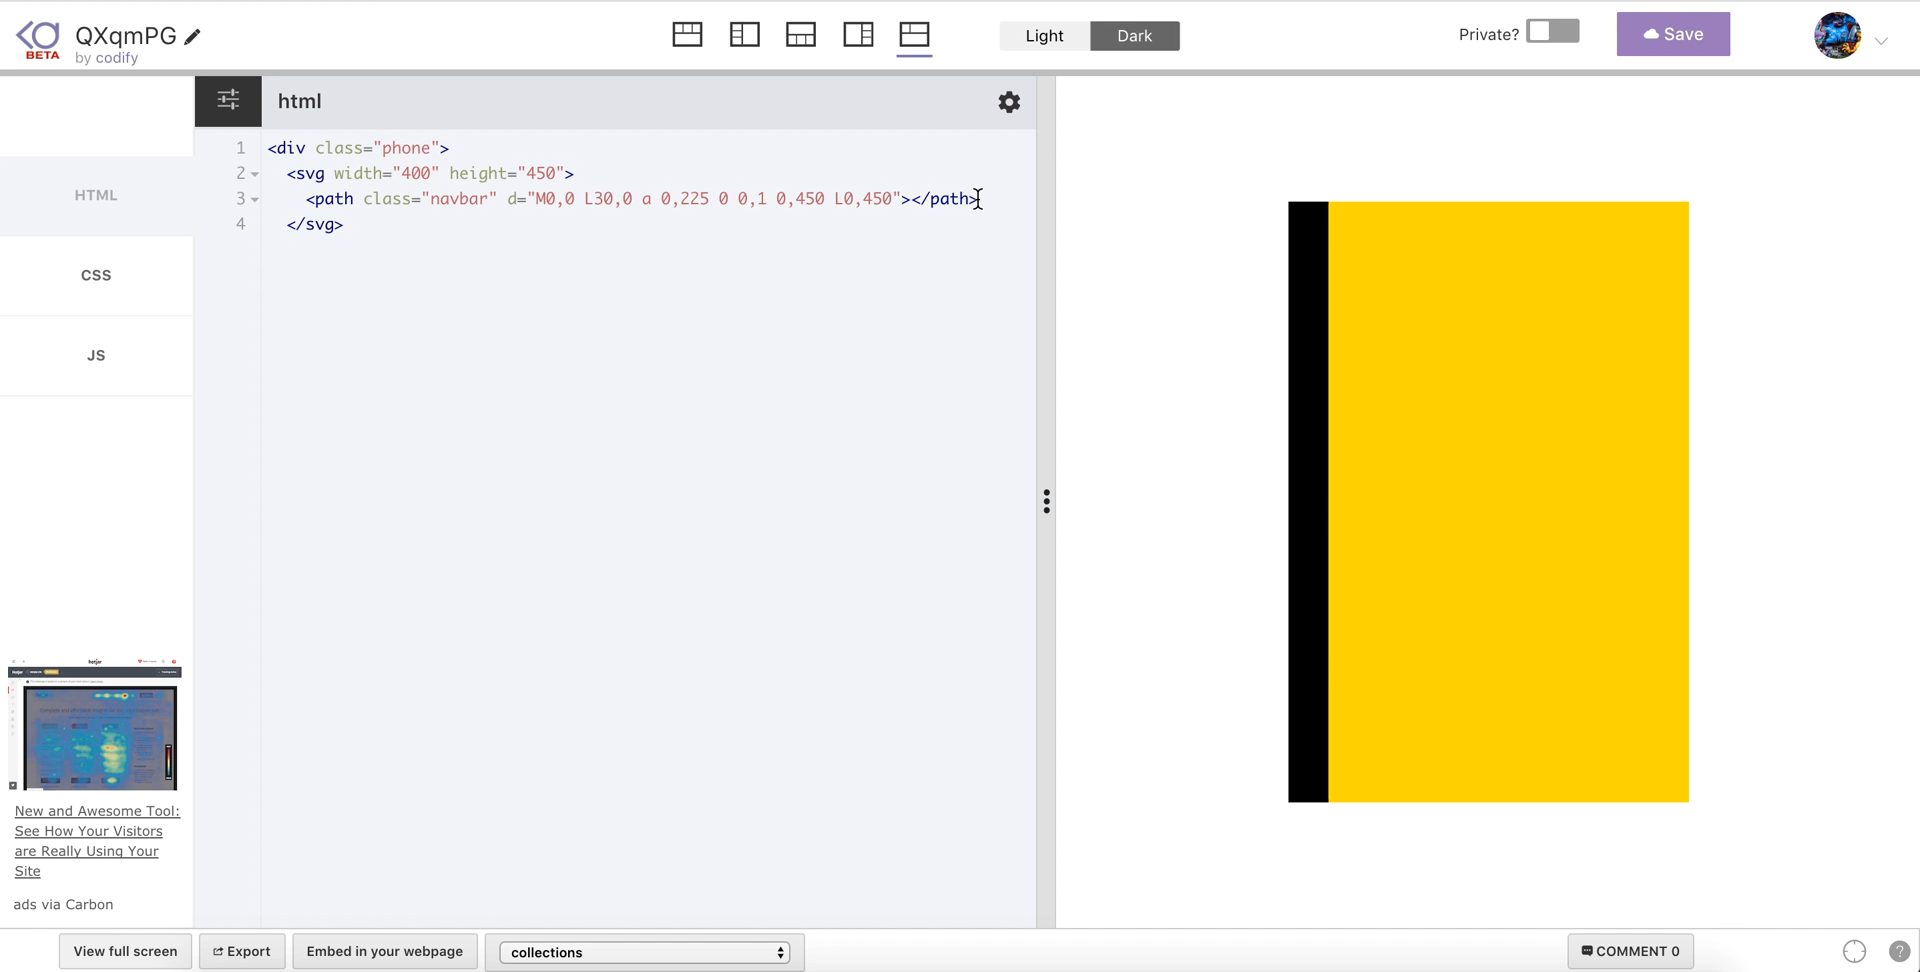 QXqmPG
BETA
by codify
Light
Dark
Private?
Save
html
HTML
CSS
JS
1 <div class="phone">
2 <svg width="400" height="450">
3 <path class="navbar" d="M0,0 L30,0 a 0,225 0 0,1 0,450 L0,450"></path>
4 </svg>
hotjar
New and Awesome Tool:
See How Your Visitors
are Really Using Your
Site
ads via Carbon
View full screen
Export
Embed in your webpage
collections
COMMENT 0
?